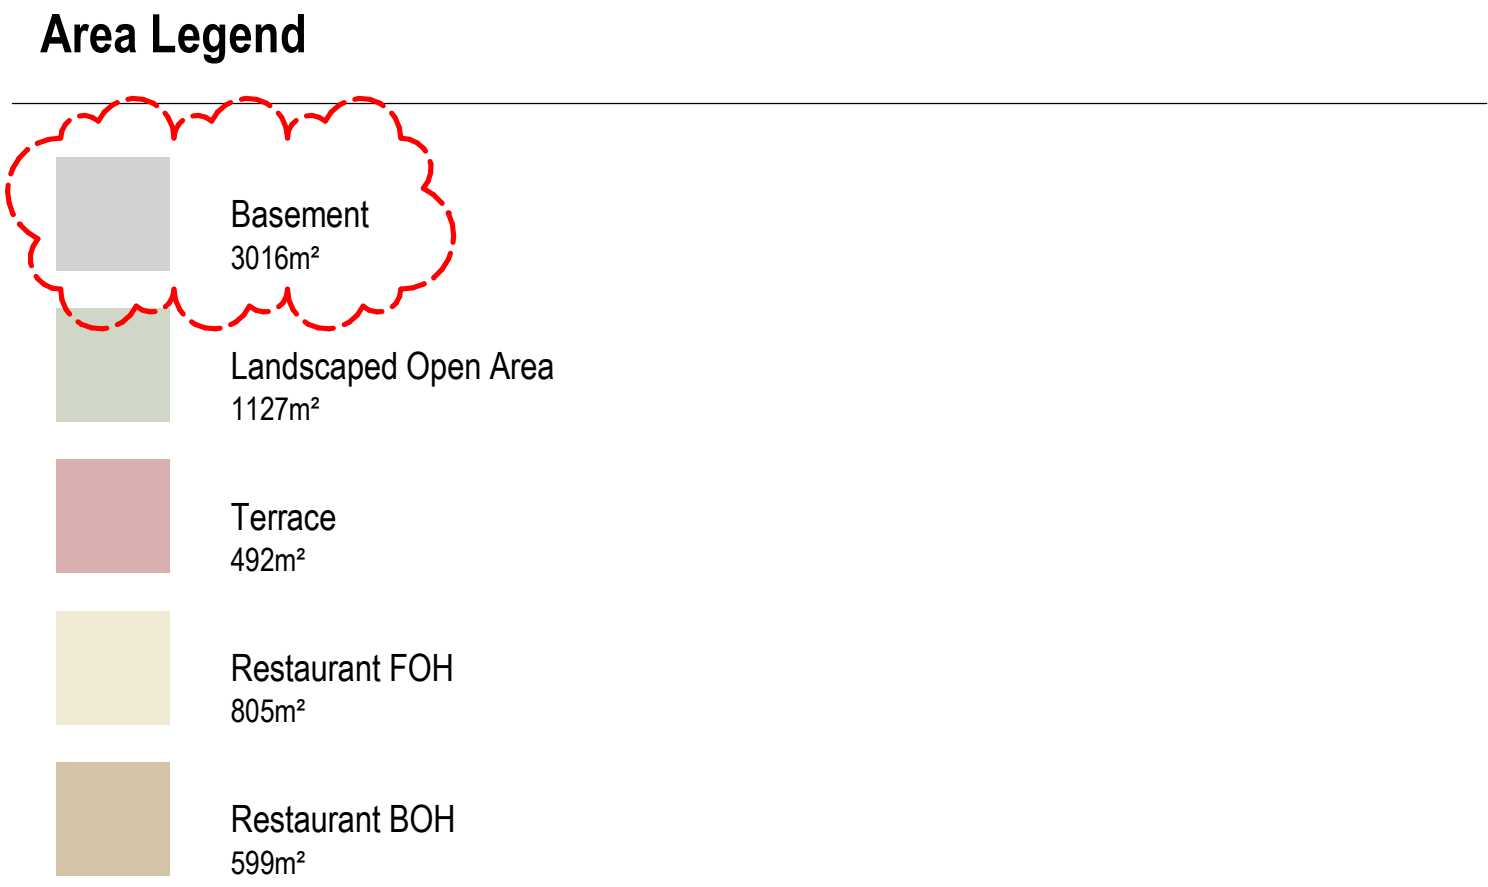 Area Legend
Basement
3016m²
Landscaped Open Area
1127m²
Terrace
492m²
Restaurant FOH
805m²
Restaurant BOH
599m²